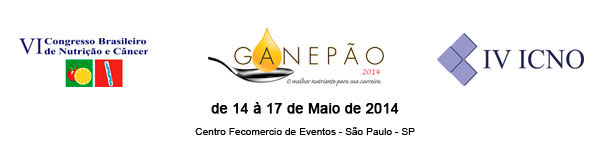 VI Congresso Brasileiro
de Nutrição e Câncer
GANEPÃO
2014
O melhor nutriente para sua carreira
IV ICNO
de 14 à 17 de Maio de 2014
Centro Fecomercio de Eventos - São Paulo - SP